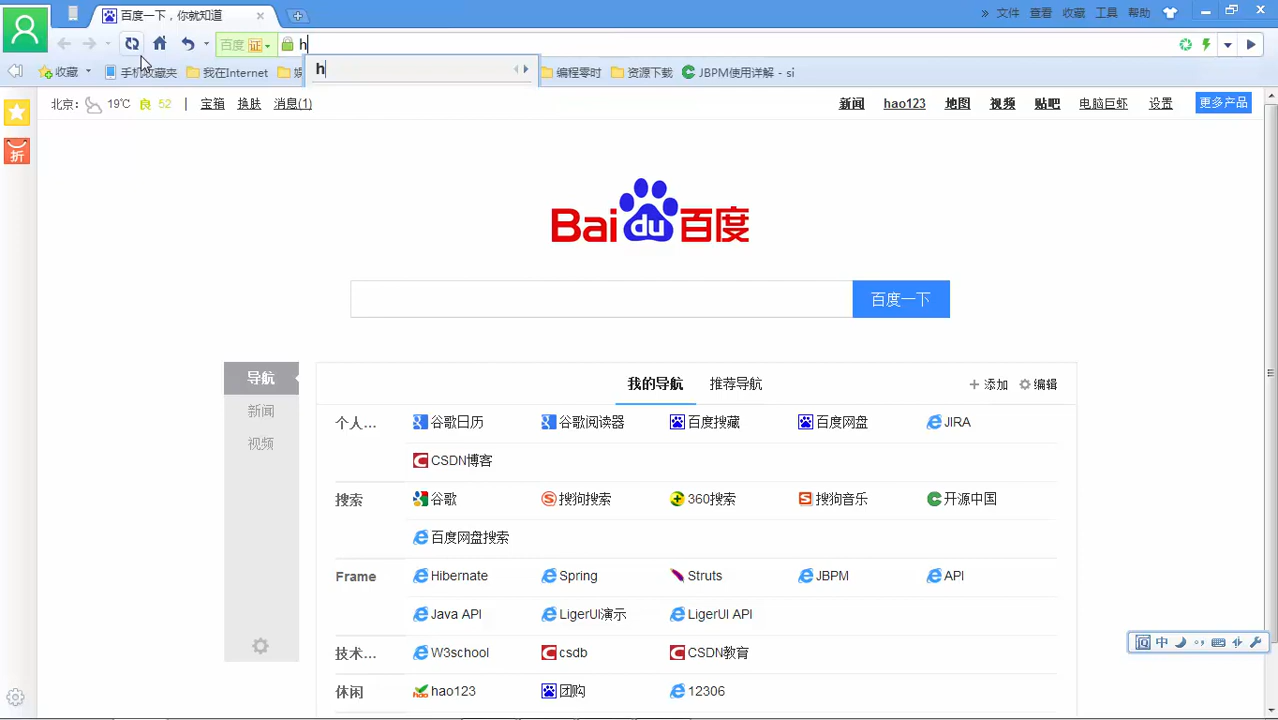 百度一下，你就知道
文件 查看 收藏 工具 帮助
百度 证 h
收藏 手机收藏夹 我在Internet 编程零时 资源下载 JBPM使用详解 - si
h
北京： 19℃ 良 52 | 宝箱 换肤 消息(1)
新闻 hao123 地图 视频 贴吧 电脑巨虾 设置 更多产品
折
Bai du 百度
百度一下
导航
新闻
视频
我的导航 推荐导航 添加 编辑
个人... 谷歌日历 谷歌阅读器 百度搜藏 百度网盘 JIRA
CSDN博客
搜索 谷歌 搜狗搜索 360搜索 搜狗音乐 开源中国
百度网盘搜索
Frame Hibernate Spring Struts JBPM API
Java API LigerUI演示 LigerUI API
技术... W3school csdb CSDN教育
休闲 hao123 团购 12306
中